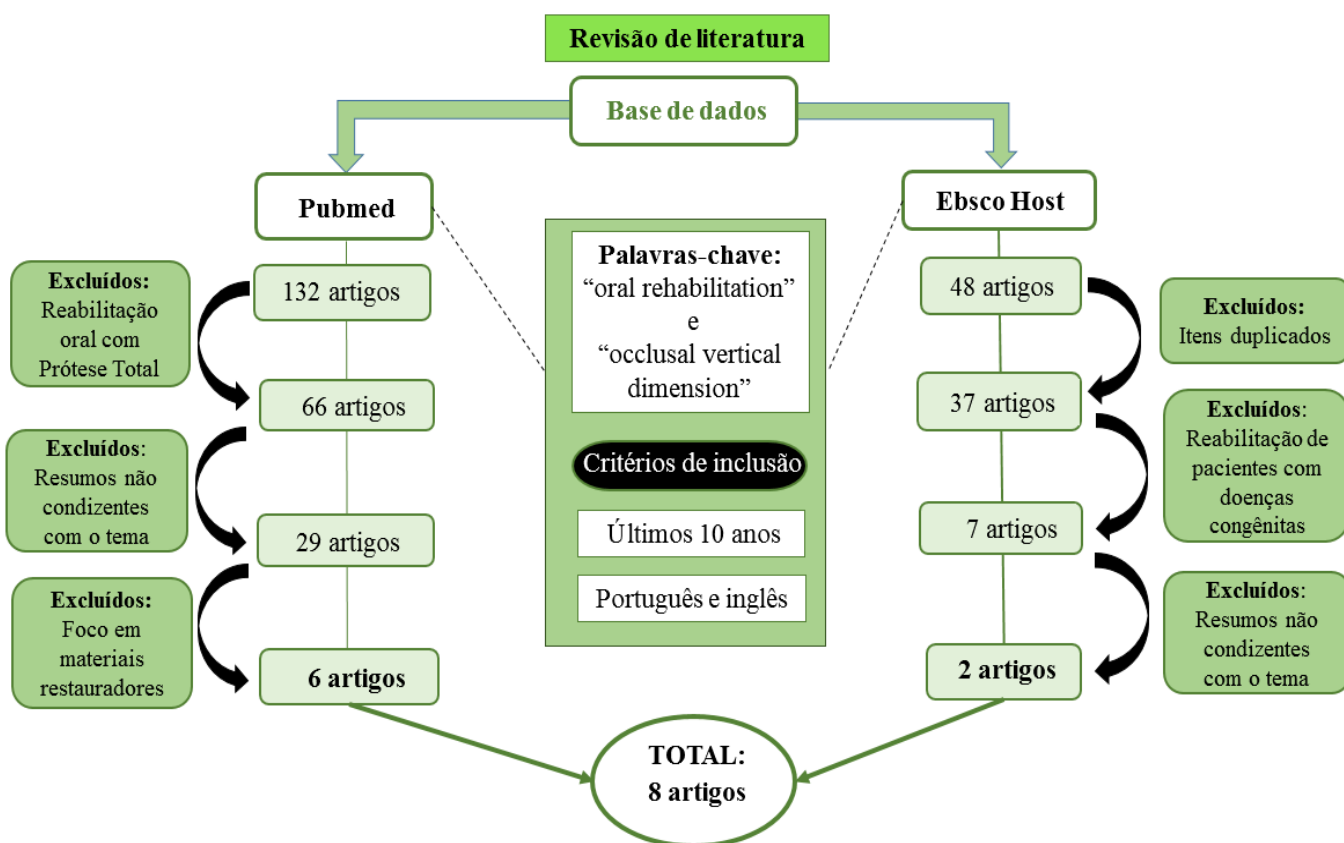 Revisão de literatura
Base de dados
Pubmed
132 artigos
66 artigos
29 artigos
6 artigos
Excluídos:
Reabilitação
oral com
Prótese Total
Excluídos:
Resumos não
condizentes
com o tema
Excluídos:
Foco em
materiais
restauradores
Palavras-chave:
“oral rehabilitation”
e
“occlusal vertical
dimension”
Critérios de inclusão
Últimos 10 anos
Português e inglês
Ebsco Host
48 artigos
37 artigos
7 artigos
2 artigos
Excluídos:
Itens duplicados
Excluídos:
Reabilitação de
pacientes com
doenças
congênitas
Excluídos:
Resumos não
condizentes
com o tema
TOTAL:
8 artigos